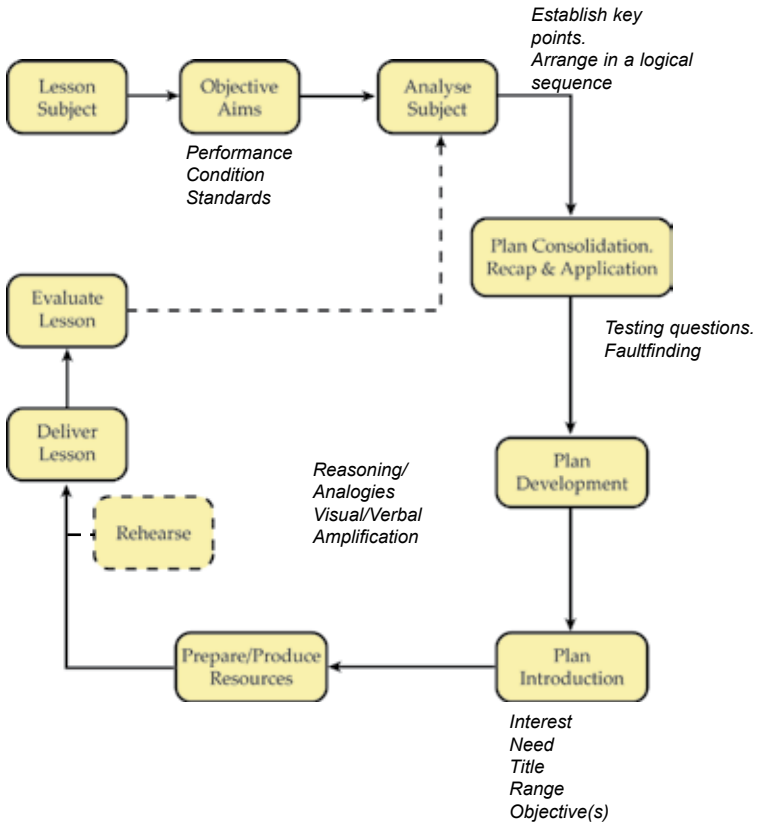 Establish key
points.
Arrange in a logical
sequence
Lesson
Subject
Objective
Aims
Analyse
Subject
Performance
Condition
Standards
Plan Consolidation.
Recap & Application
Evaluate
Lesson
Testing questions.
Faultfinding
Deliver
Lesson
Reasoning/
Analogies
Visual/Verbal
Amplification
Plan
Development
Rehearse
Prepare/Produce
Resources
Plan
Introduction
Interest
Need
Title
Range
Objective(s)